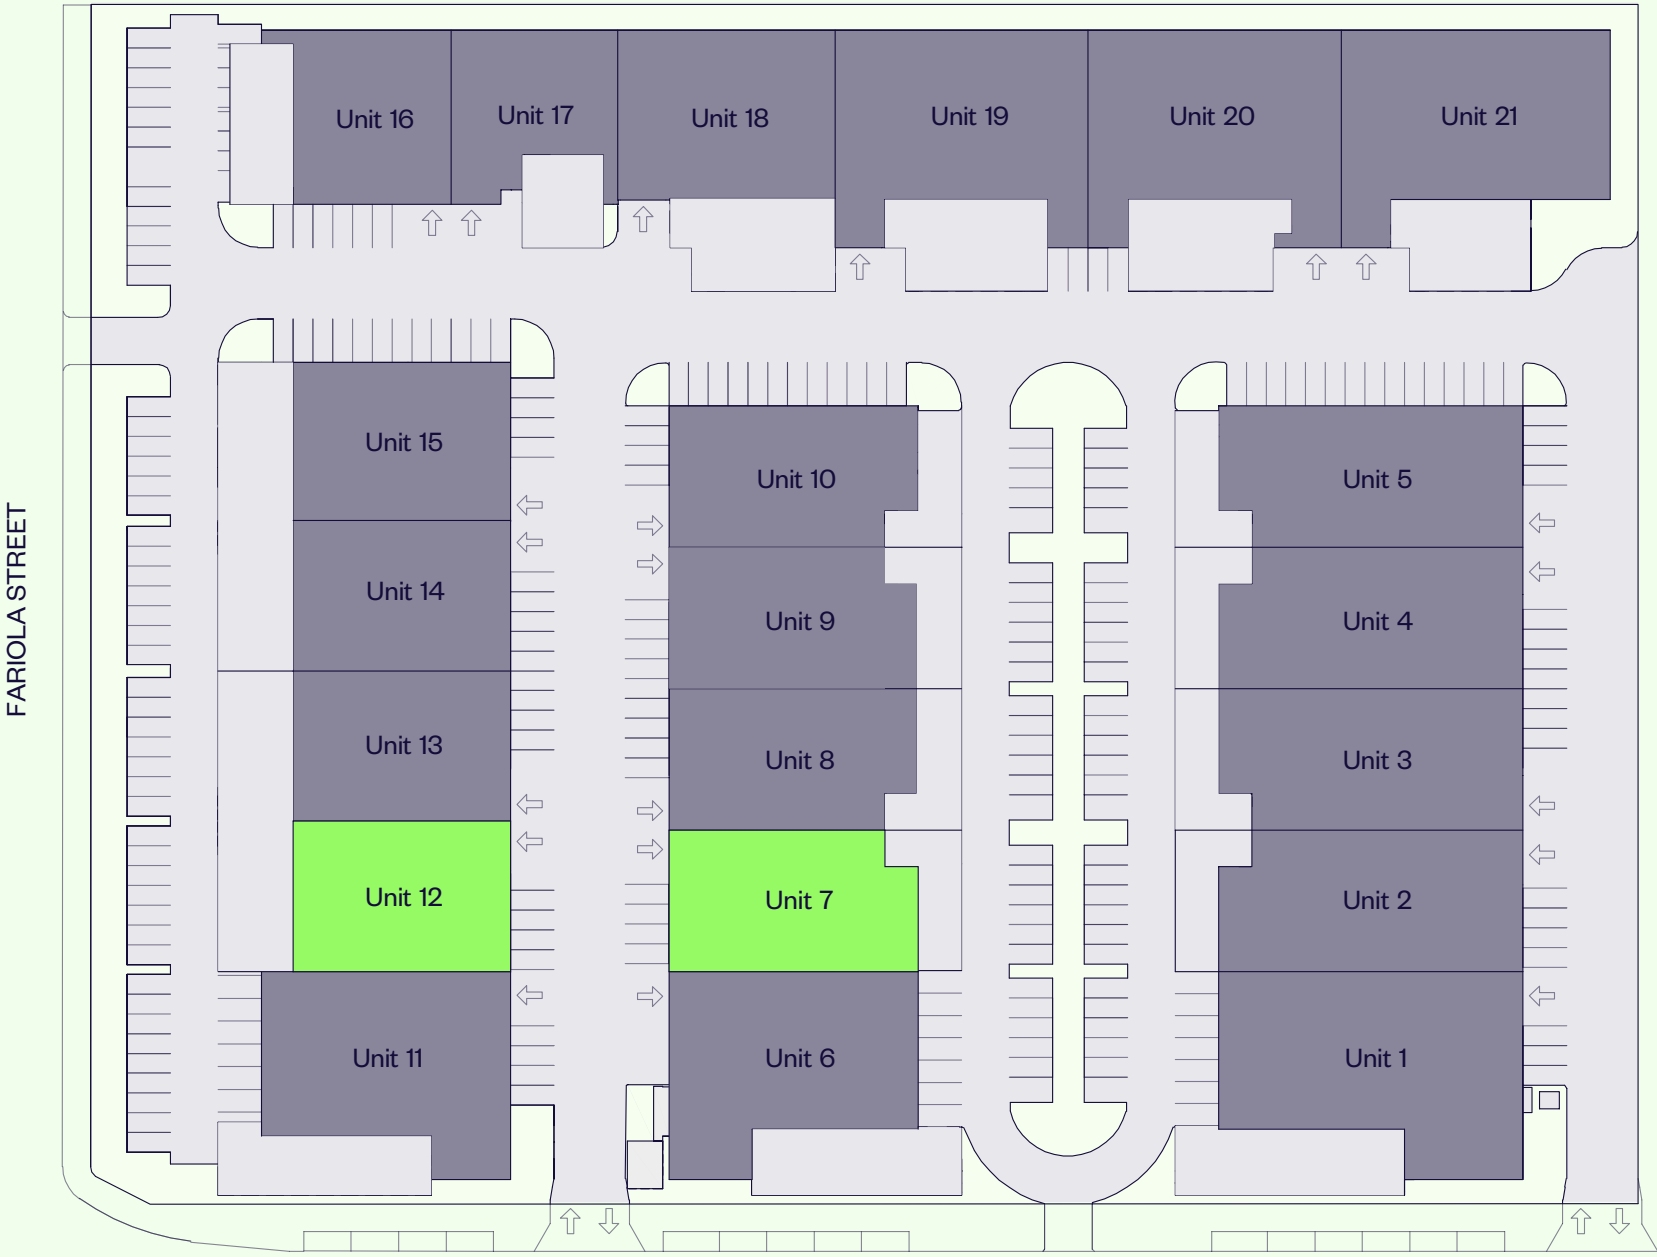 Unit 16
Unit 17
Unit 18
Unit 19
Unit 20
Unit 21
Unit 15
Unit 10
Unit 5
Unit 14
Unit 9
Unit 4
FARIOLA STREET
Unit 13
Unit 8
Unit 3
Unit 12
Unit 7
Unit 2
Unit 11
Unit 6
Unit 1